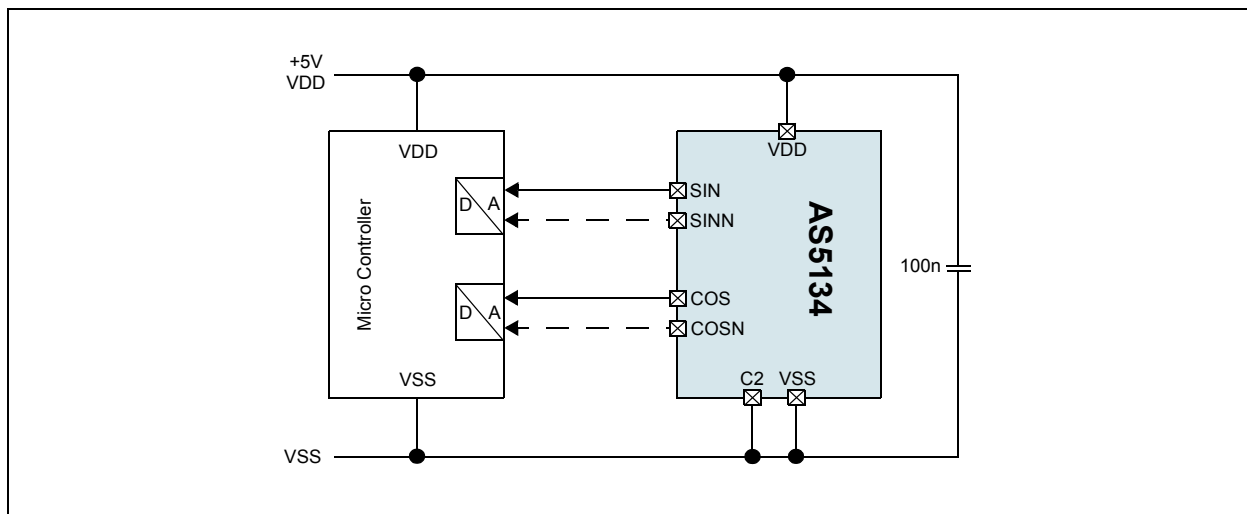 +5V
VDD
VDD
VDD
Micro Controller
D A
SIN
SINN
AS5134
100n
D A
COS
COSN
VSS
C2 VSS
VSS